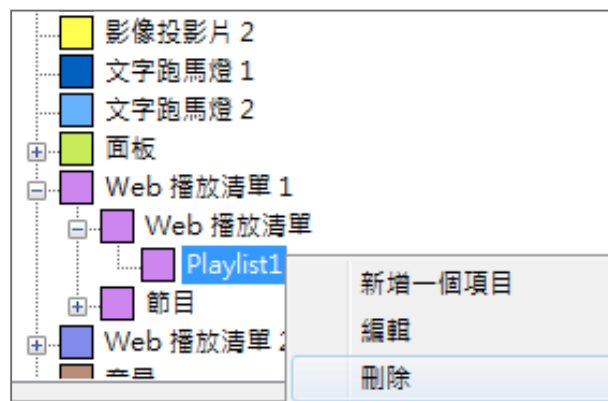 影像投影片 2
文字跑馬燈 1
文字跑馬燈 2
面板
Web 播放清單 1
Web 播放清單
Playlist1
節目
Web 播放清單 2
新增一個項目
編輯
刪除